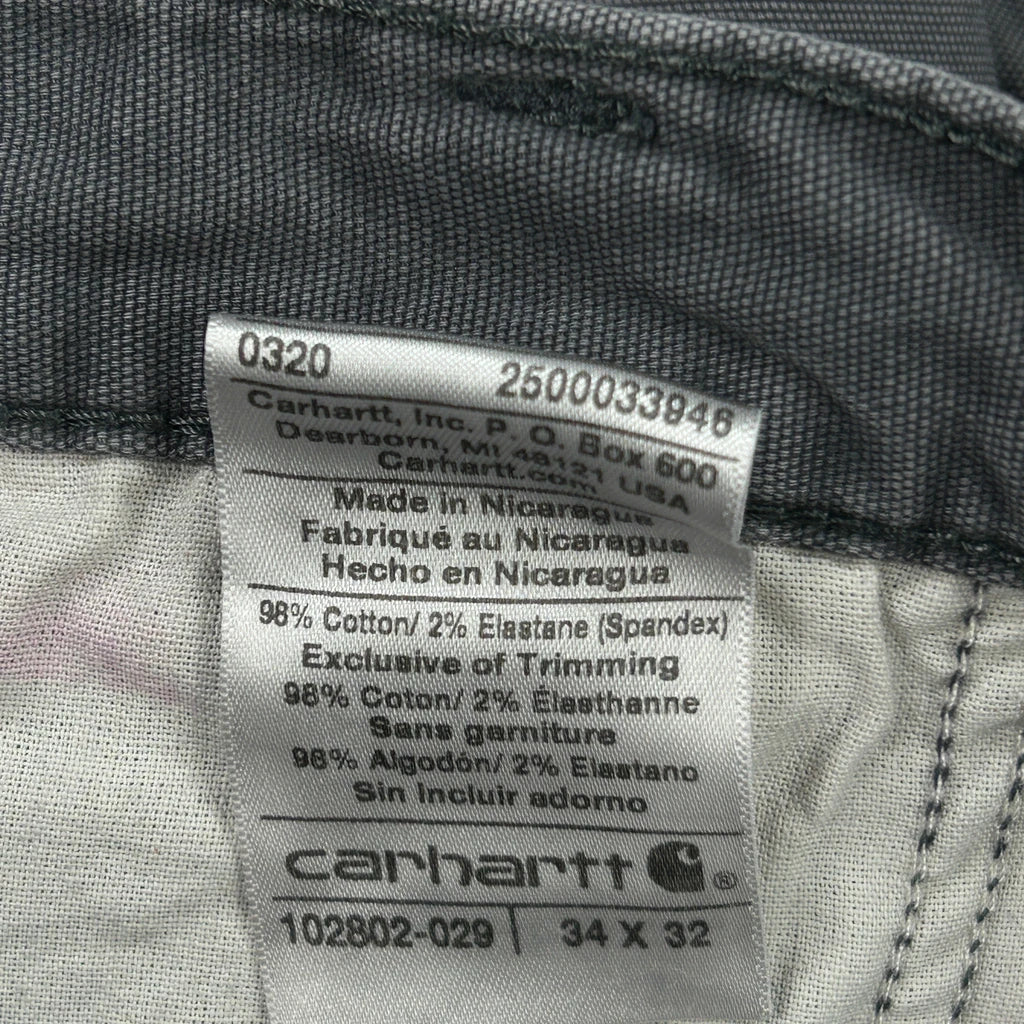 0320 2500033946
Carhartt, Inc. P. O. Box 600
Dearborn, MI 48121 USA
Carhartt.com
Made in Nicaragua
Fabriqué au Nicaragua
Hecho en Nicaragua
98% Cotton/ 2% Elastane (Spandex)
Exclusive of Trimming
98% Coton/ 2% Élasthanne
Sans garniture
98% Algodón/ 2% Elastano
Sin Incluir adorno
carhartt ®
102802-029 | 34 X 32